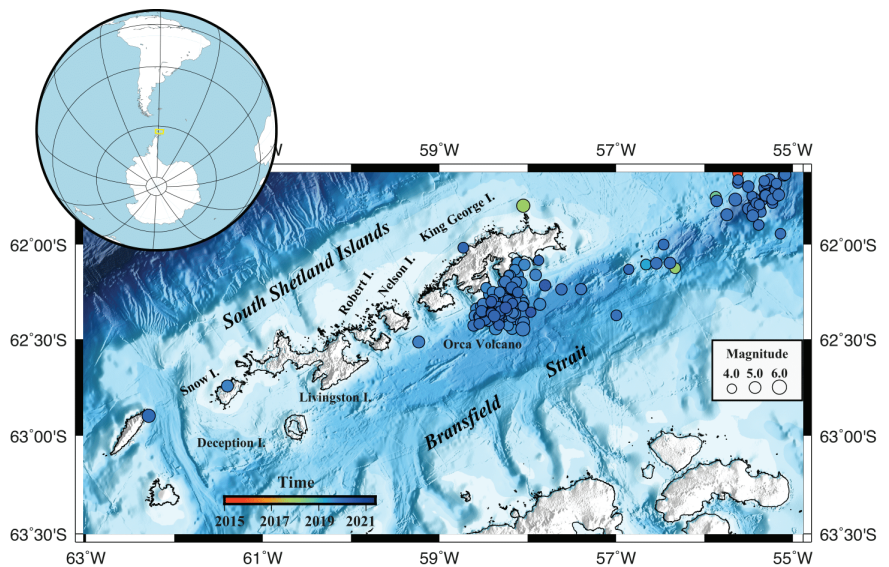 W
59°W
57°W
55°W
62°00'S
62°00'S
62°30'S
62°30'S
63°00'S
63°00'S
63°30'S
63°30'S
63°W
61°W
59°W
57°W
55°W
South Shetland Islands
King George I.
Nelson I.
Robert I.
Orca Volcano
Snow I.
Livingston I.
Deception I.
Bransfield Strait
Magnitude
4.0 5.0 6.0
Time
2015 2017 2019 2021